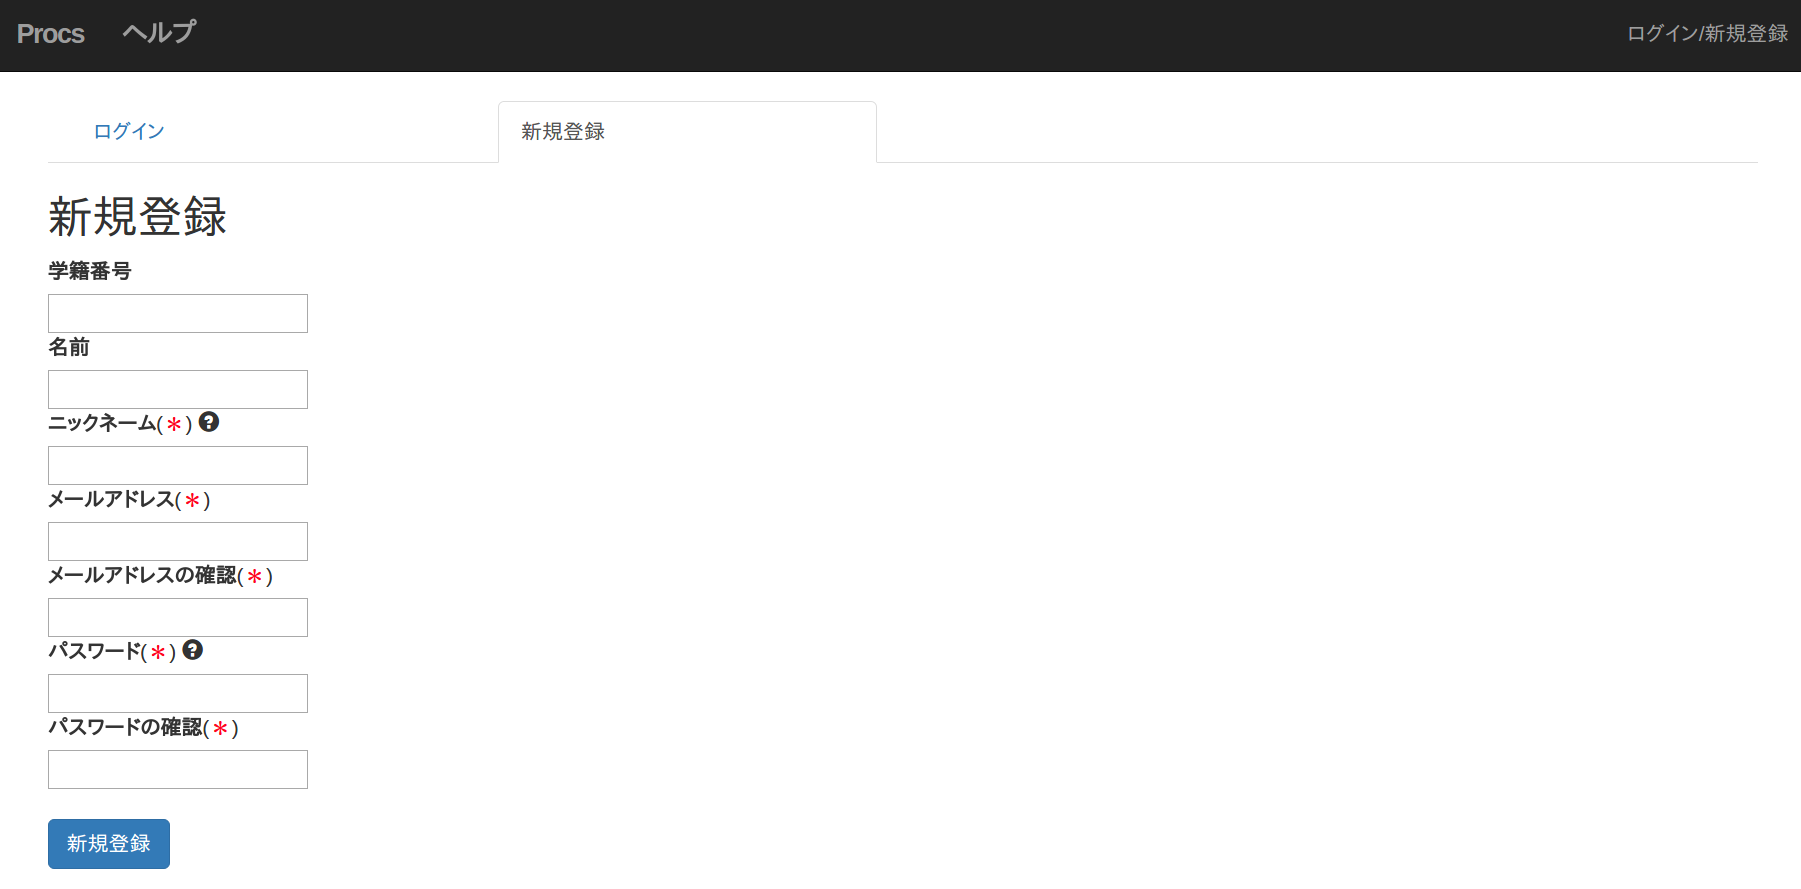 Procs ヘルプ ログイン/新規登録
ログイン 新規登録
新規登録
学籍番号
名前
ニックネーム(＊) ?
メールアドレス(＊)
メールアドレスの確認(＊)
パスワード(＊) ?
パスワードの確認(＊)
新規登録